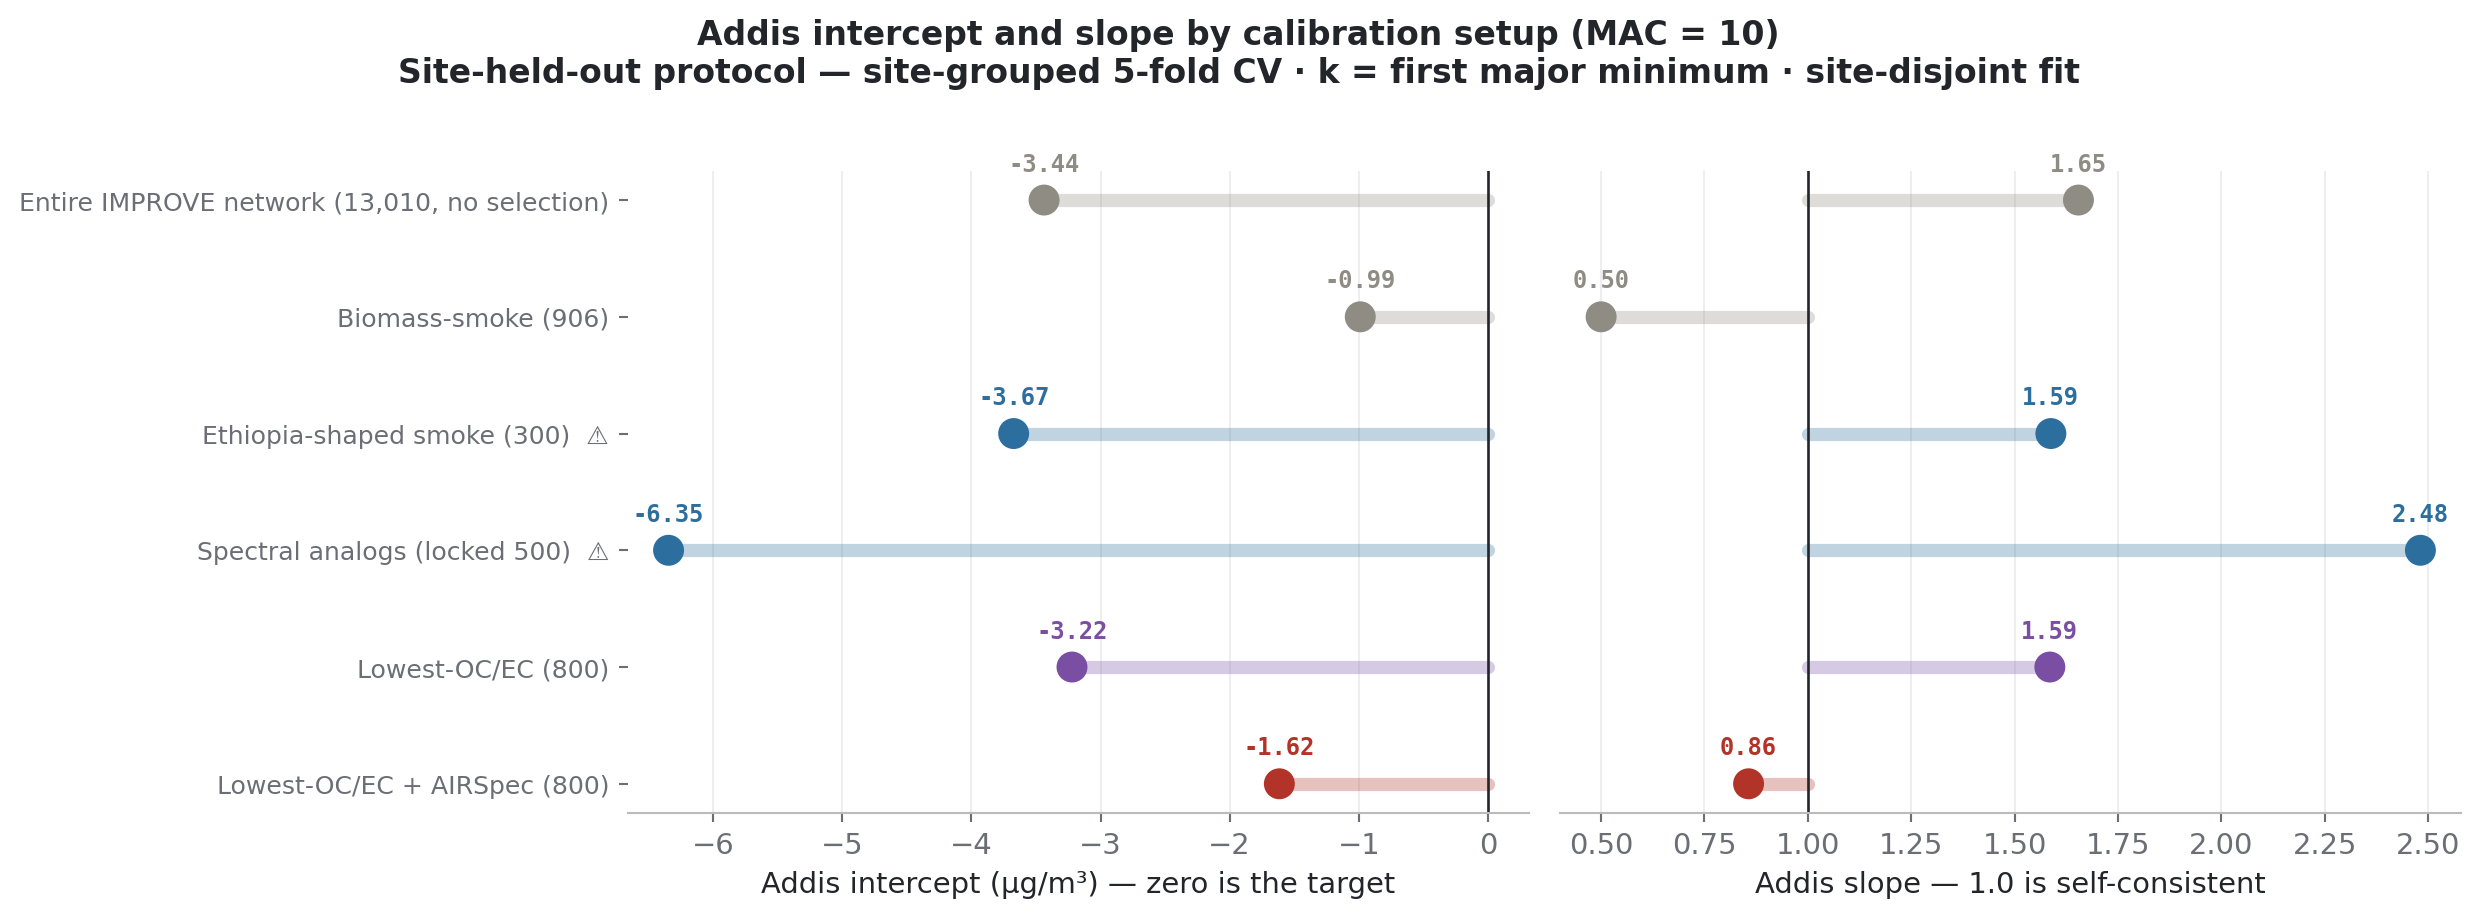 Addis intercept and slope by calibration setup (MAC = 10)
Site-held-out protocol — site-grouped 5-fold CV · k = first major minimum · site-disjoint fit
Entire IMPROVE network (13,010, no selection)
-3.44
1.65
Biomass-smoke (906)
-0.99
0.50
Ethiopia-shaped smoke (300) ⚠
-3.67
1.59
Spectral analogs (locked 500) ⚠
-6.35
2.48
Lowest-OC/EC (800)
-3.22
1.59
Lowest-OC/EC + AIRSpec (800)
-1.62
0.86
−6 −5 −4 −3 −2 −1 0
0.50 0.75 1.00 1.25 1.50 1.75 2.00 2.25 2.50
Addis intercept (µg/m³) — zero is the target
Addis slope — 1.0 is self-consistent